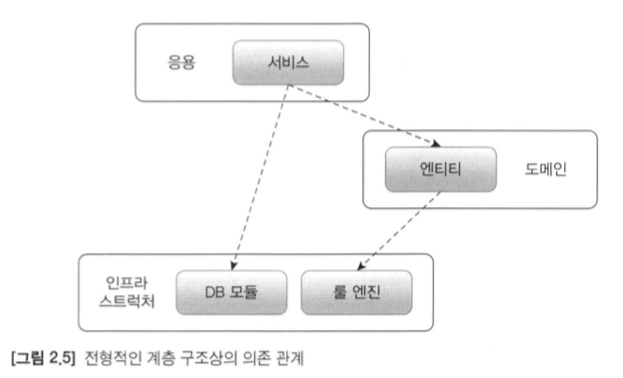 응용
서비스
엔티티
도메인
인프라
스트럭처
DB 모듈
룰 엔진
[그림 2.5] 전형적인 계층 구조상의 의존 관계